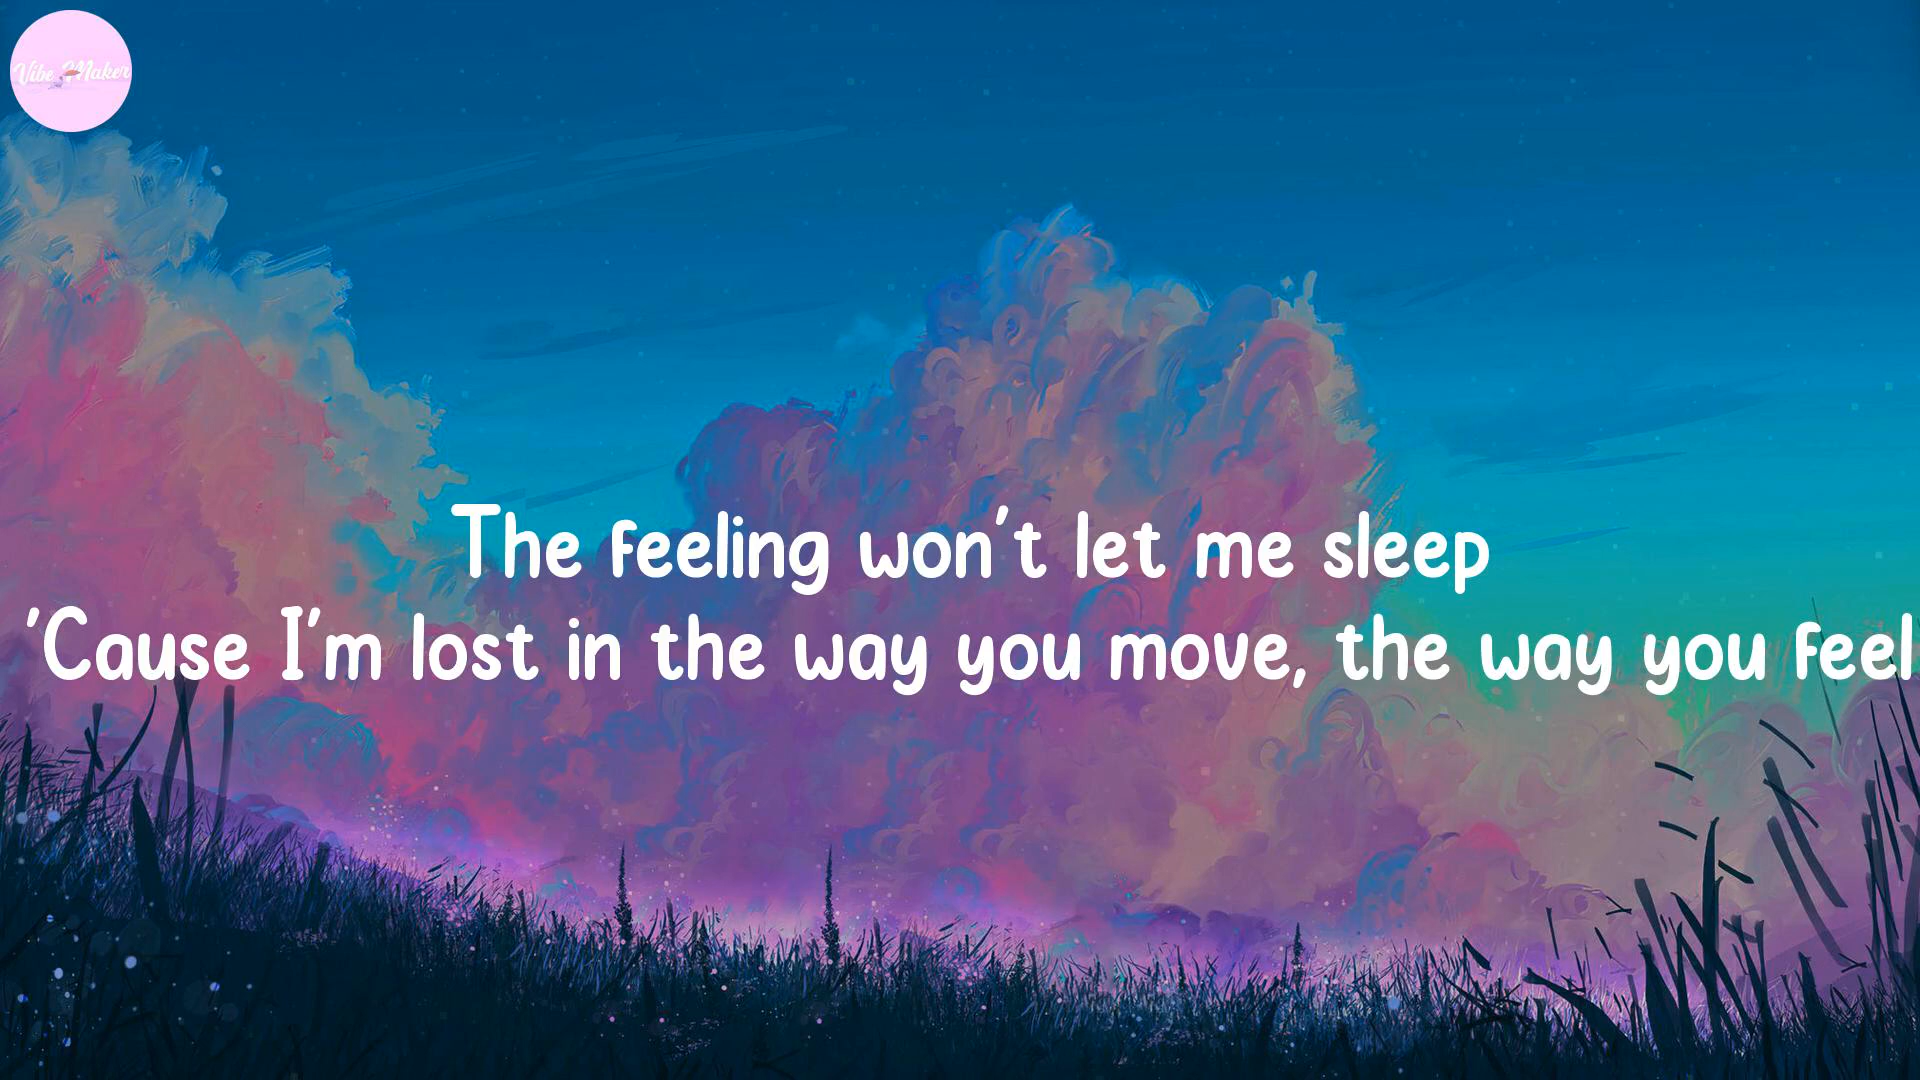 Vibe Maker
The feeling won't let me sleep
'Cause I'm lost in the way you move, the way you feel